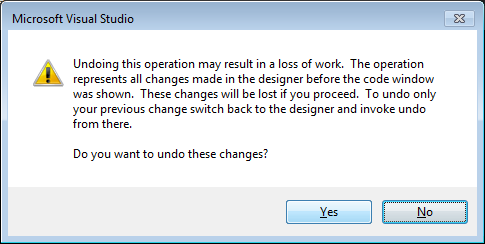 Microsoft Visual Studio
Undoing this operation may result in a loss of work.  The operation
represents all changes made in the designer before the code window
was shown.  These changes will be lost if you proceed.  To undo only
your previous change switch back to the designer and invoke undo
from there.
Do you want to undo these changes?
Yes
No